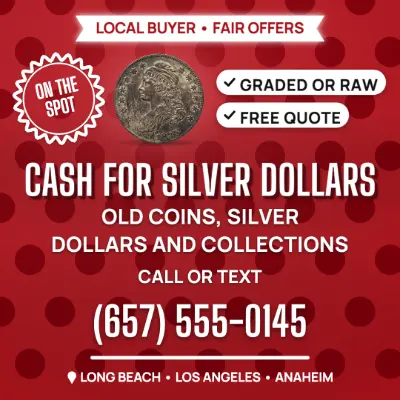 LOCAL BUYER • FAIR OFFERS
ON THE
SPOT
✓ GRADED OR RAW
✓ FREE QUOTE
CASH FOR SILVER DOLLARS
OLD COINS, SILVER
DOLLARS AND COLLECTIONS
CALL OR TEXT
(657) 555-0145
LONG BEACH • LOS ANGELES • ANAHEIM